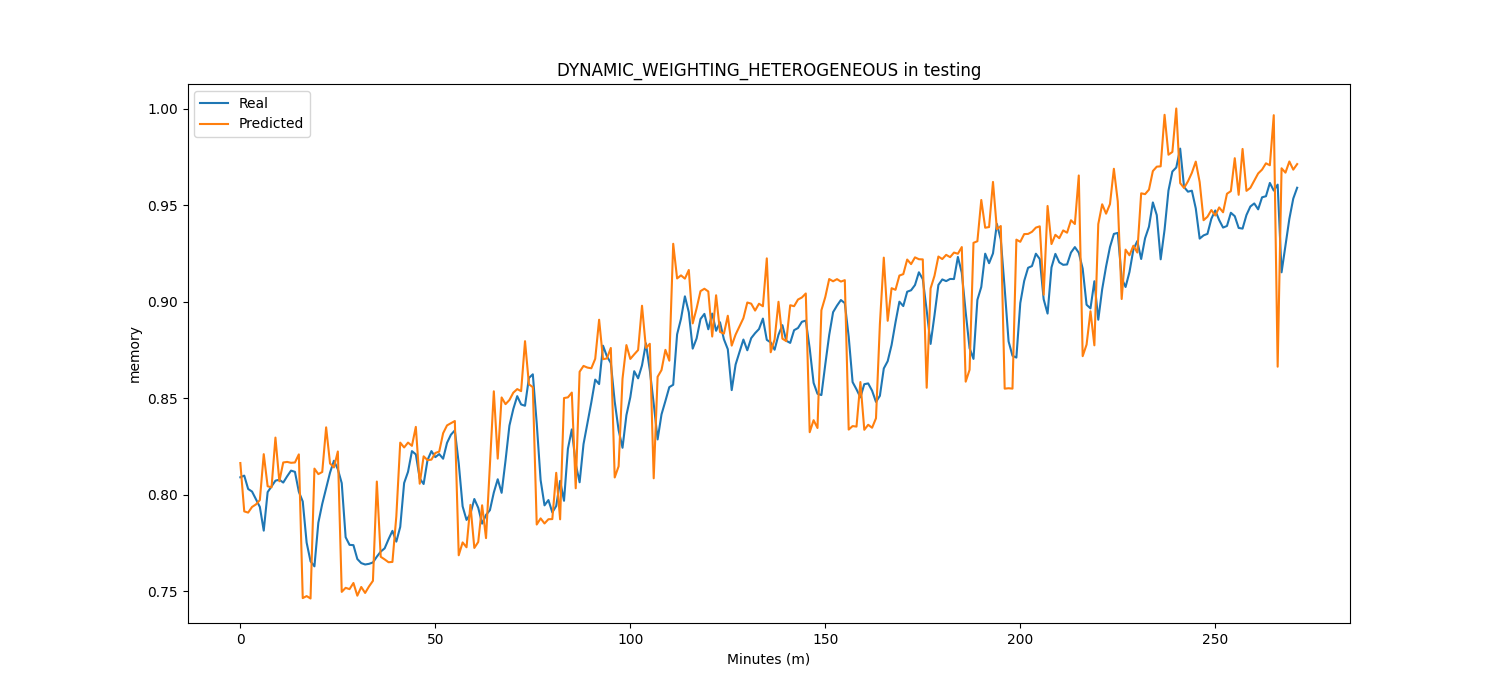 DYNAMIC_WEIGHTING_HETEROGENEOUS in testing
Real
Predicted
1.00
0.95
0.90
0.85
0.80
0.75
memory
0 50 100 150 200 250
Minutes (m)